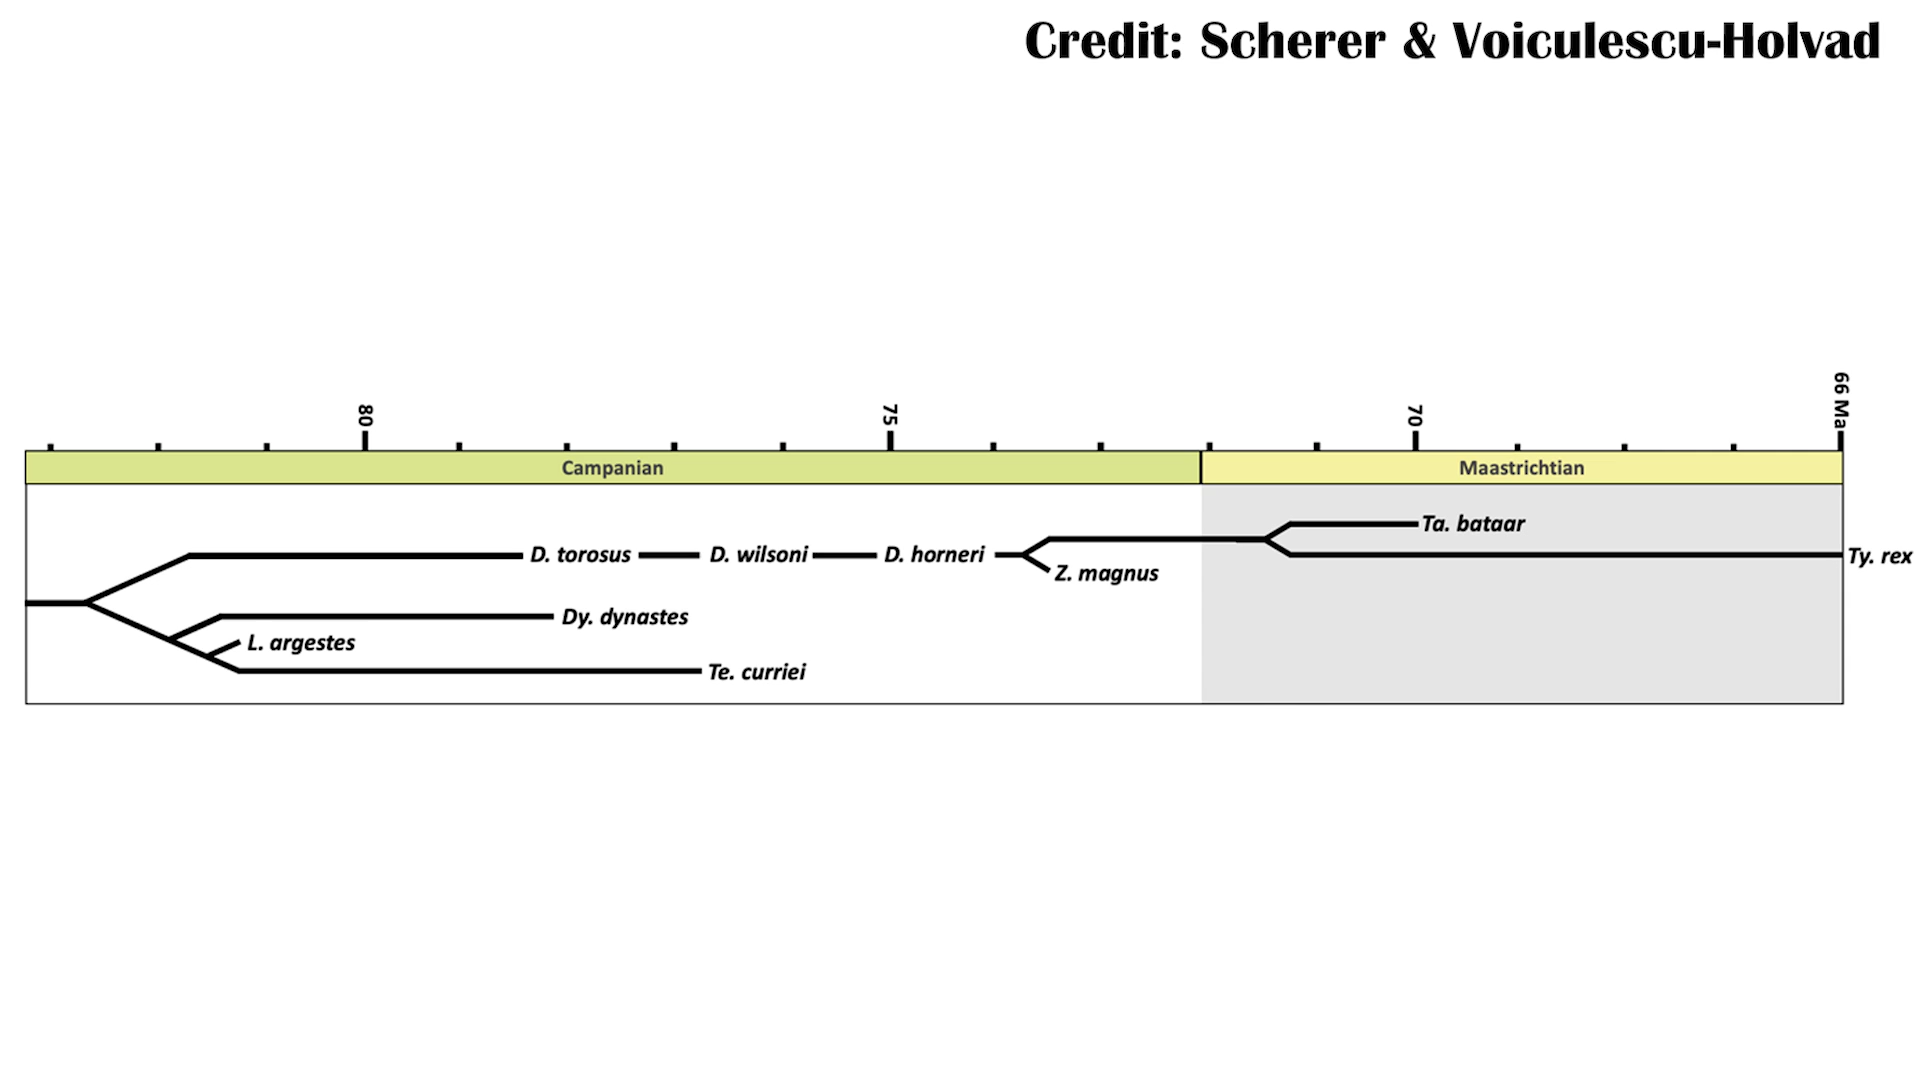 Credit: Scherer & Voiculescu-Holvad
80
75
70
66 Ma
Campanian
Maastrichtian
Ta. bataar
D. torosus
D. wilsoni
D. horneri
Ty. rex
Z. magnus
Dy. dynastes
L. argestes
Te. curriei